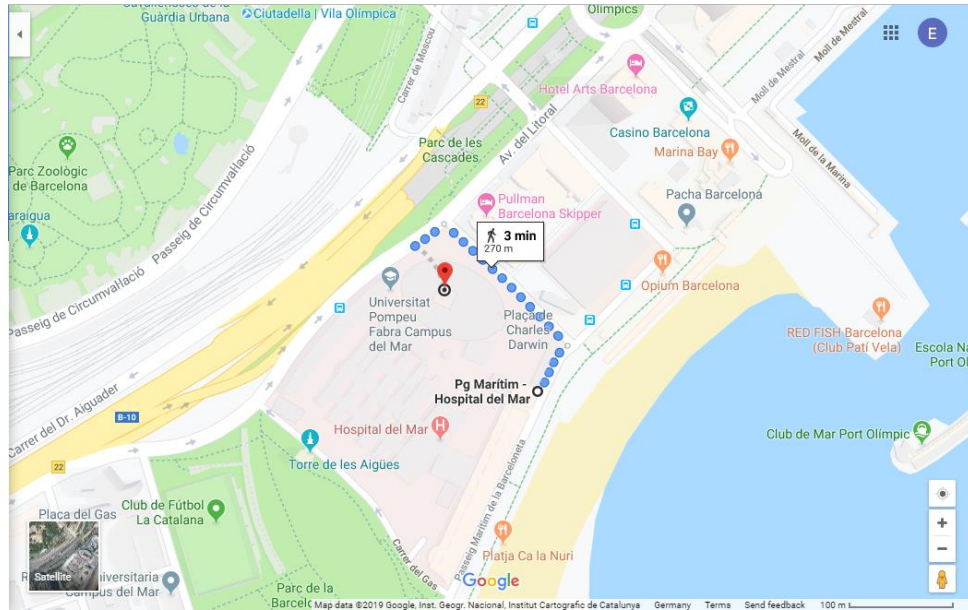 Guàrdia Urbana
Ciutadella | Vila Olímpica
Olímpics
E
Carrer de Moscou
Moll de Mestral
Moll de Mestral
Hotel Arts Barcelona
22
Casino Barcelona
Marina Bay
Moll de la Marina
Parc de les
Cascades
Av. del Litoral
Parc Zoològic
de Barcelona
Passeig de Circumval·lació
Pacha Barcelona
Pullman
Barcelona Skipper
araigua
3 min
270 m
Passeig de Circumval·lació
Passeig de Circumval·lació
Opium Barcelona
Universitat
Pompeu
Fabra Campus
del Mar
Plaça de
Charles
Darwin
RED FISH Barcelona
(Club Patí Vela)
Escola Na
Port Ol
Pg Marítim -
Hospital del Mar
Carrer del Dr. Aiguader
B-10
Hospital del Mar
H
Club de Mar Port Olímpic
Torre de les Aigües
22
Passeig Marítim de la Barceloneta
Club de Fútbol
La Catalana
Plaça del Gas
Carrer del Gas
Platja Ca la Nuri
Satellite
niversitaria
ampus del Mar
Google
Parc de la
Barcelo
Map data ©2019 Google, Inst. Geogr. Nacional, Institut Cartografic de Catalunya Germany Terms Send feedback 100 m